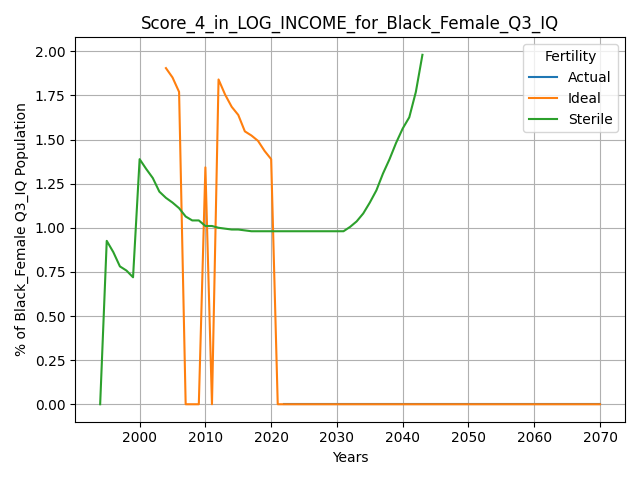 Score_4_in_LOG_INCOME_for_Black_Female_Q3_IQ
Fertility
Actual
Ideal
Sterile
% of Black_Female Q3_IQ Population
2.00
1.75
1.50
1.25
1.00
0.75
0.50
0.25
0.00
2000 2010 2020 2030 2040 2050 2060 2070
Years